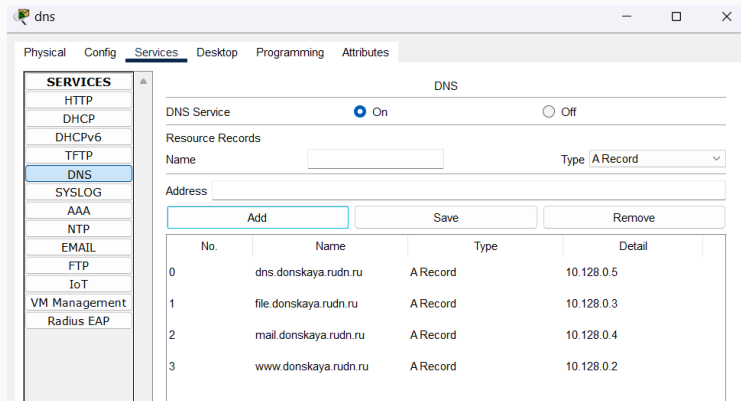 dns
Physical Config Services Desktop Programming Attributes
SERVICES
HTTP
DHCP
DHCPv6
TFTP
DNS
SYSLOG
AAA
NTP
EMAIL
FTP
IoT
VM Management
Radius EAP
DNS
DNS Service On Off
Resource Records
Name Type A Record
Address
Add Save Remove
No. Name Type Detail
0 dns.donskaya.rudn.ru A Record 10.128.0.5
1 file.donskaya.rudn.ru A Record 10.128.0.3
2 mail.donskaya.rudn.ru A Record 10.128.0.4
3 www.donskaya.rudn.ru A Record 10.128.0.2